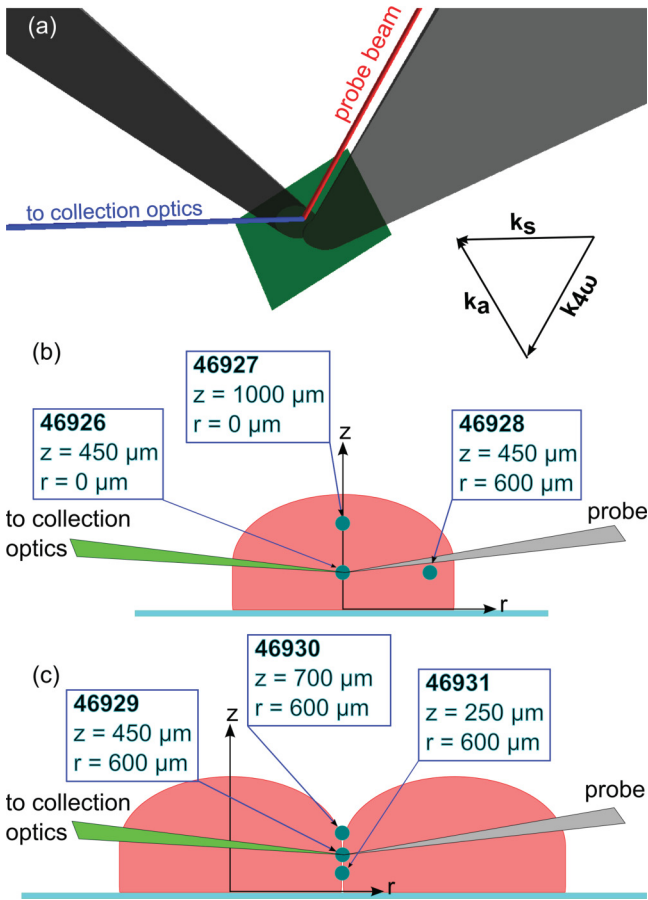 (a)
probe beam
to collection optics
ks
ka
k4ω
(b)
46927
z = 1000 µm
r = 0 µm
46926
z = 450 µm
r = 0 µm
46928
z = 450 µm
r = 600 µm
z
to collection
optics
probe
r
(c)
46930
z = 700 µm
r = 600 µm
46929
z = 450 µm
r = 600 µm
46931
z = 250 µm
r = 600 µm
z
to collection
optics
probe
r